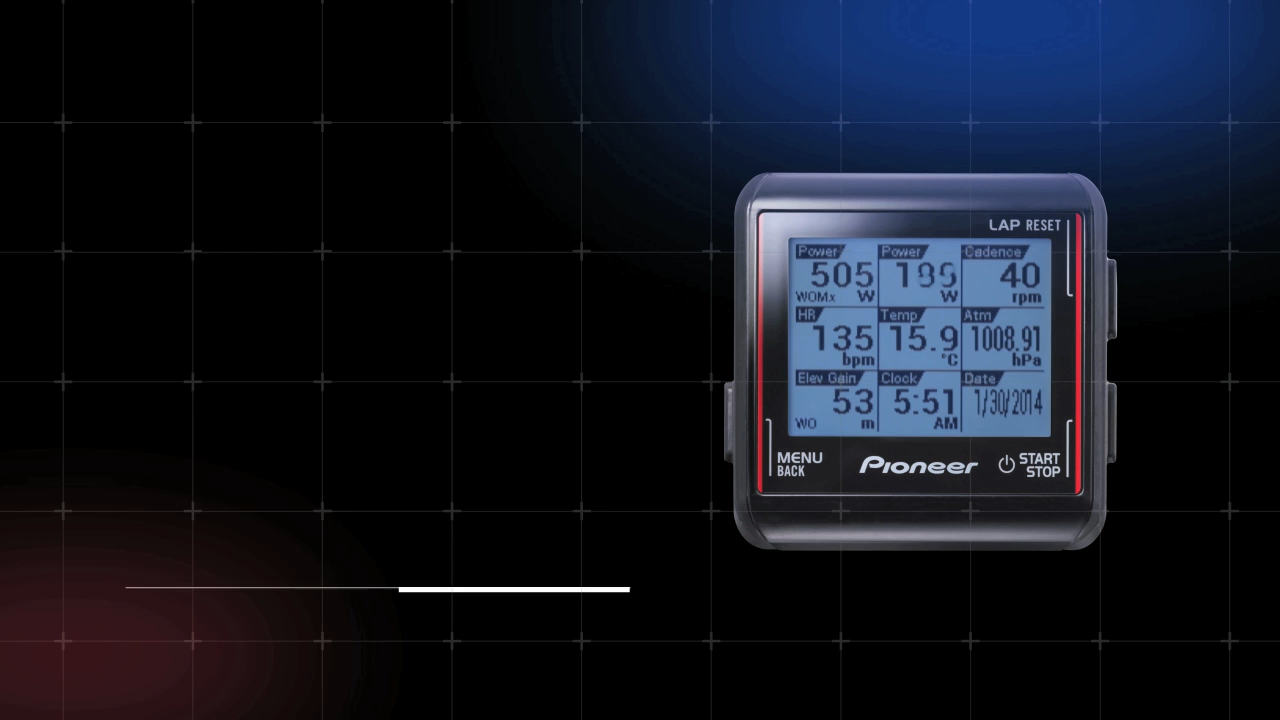 LAP RESET
Power Power Cadence
505 199 40
WOMx W W rpm
HR Temp Atm
135 15.9 1008.91
bpm °C hPa
Elev Gain Clock Date
53 5:51 1/30/2014
WO m AM
MENU
BACK
Pioneer
START
STOP